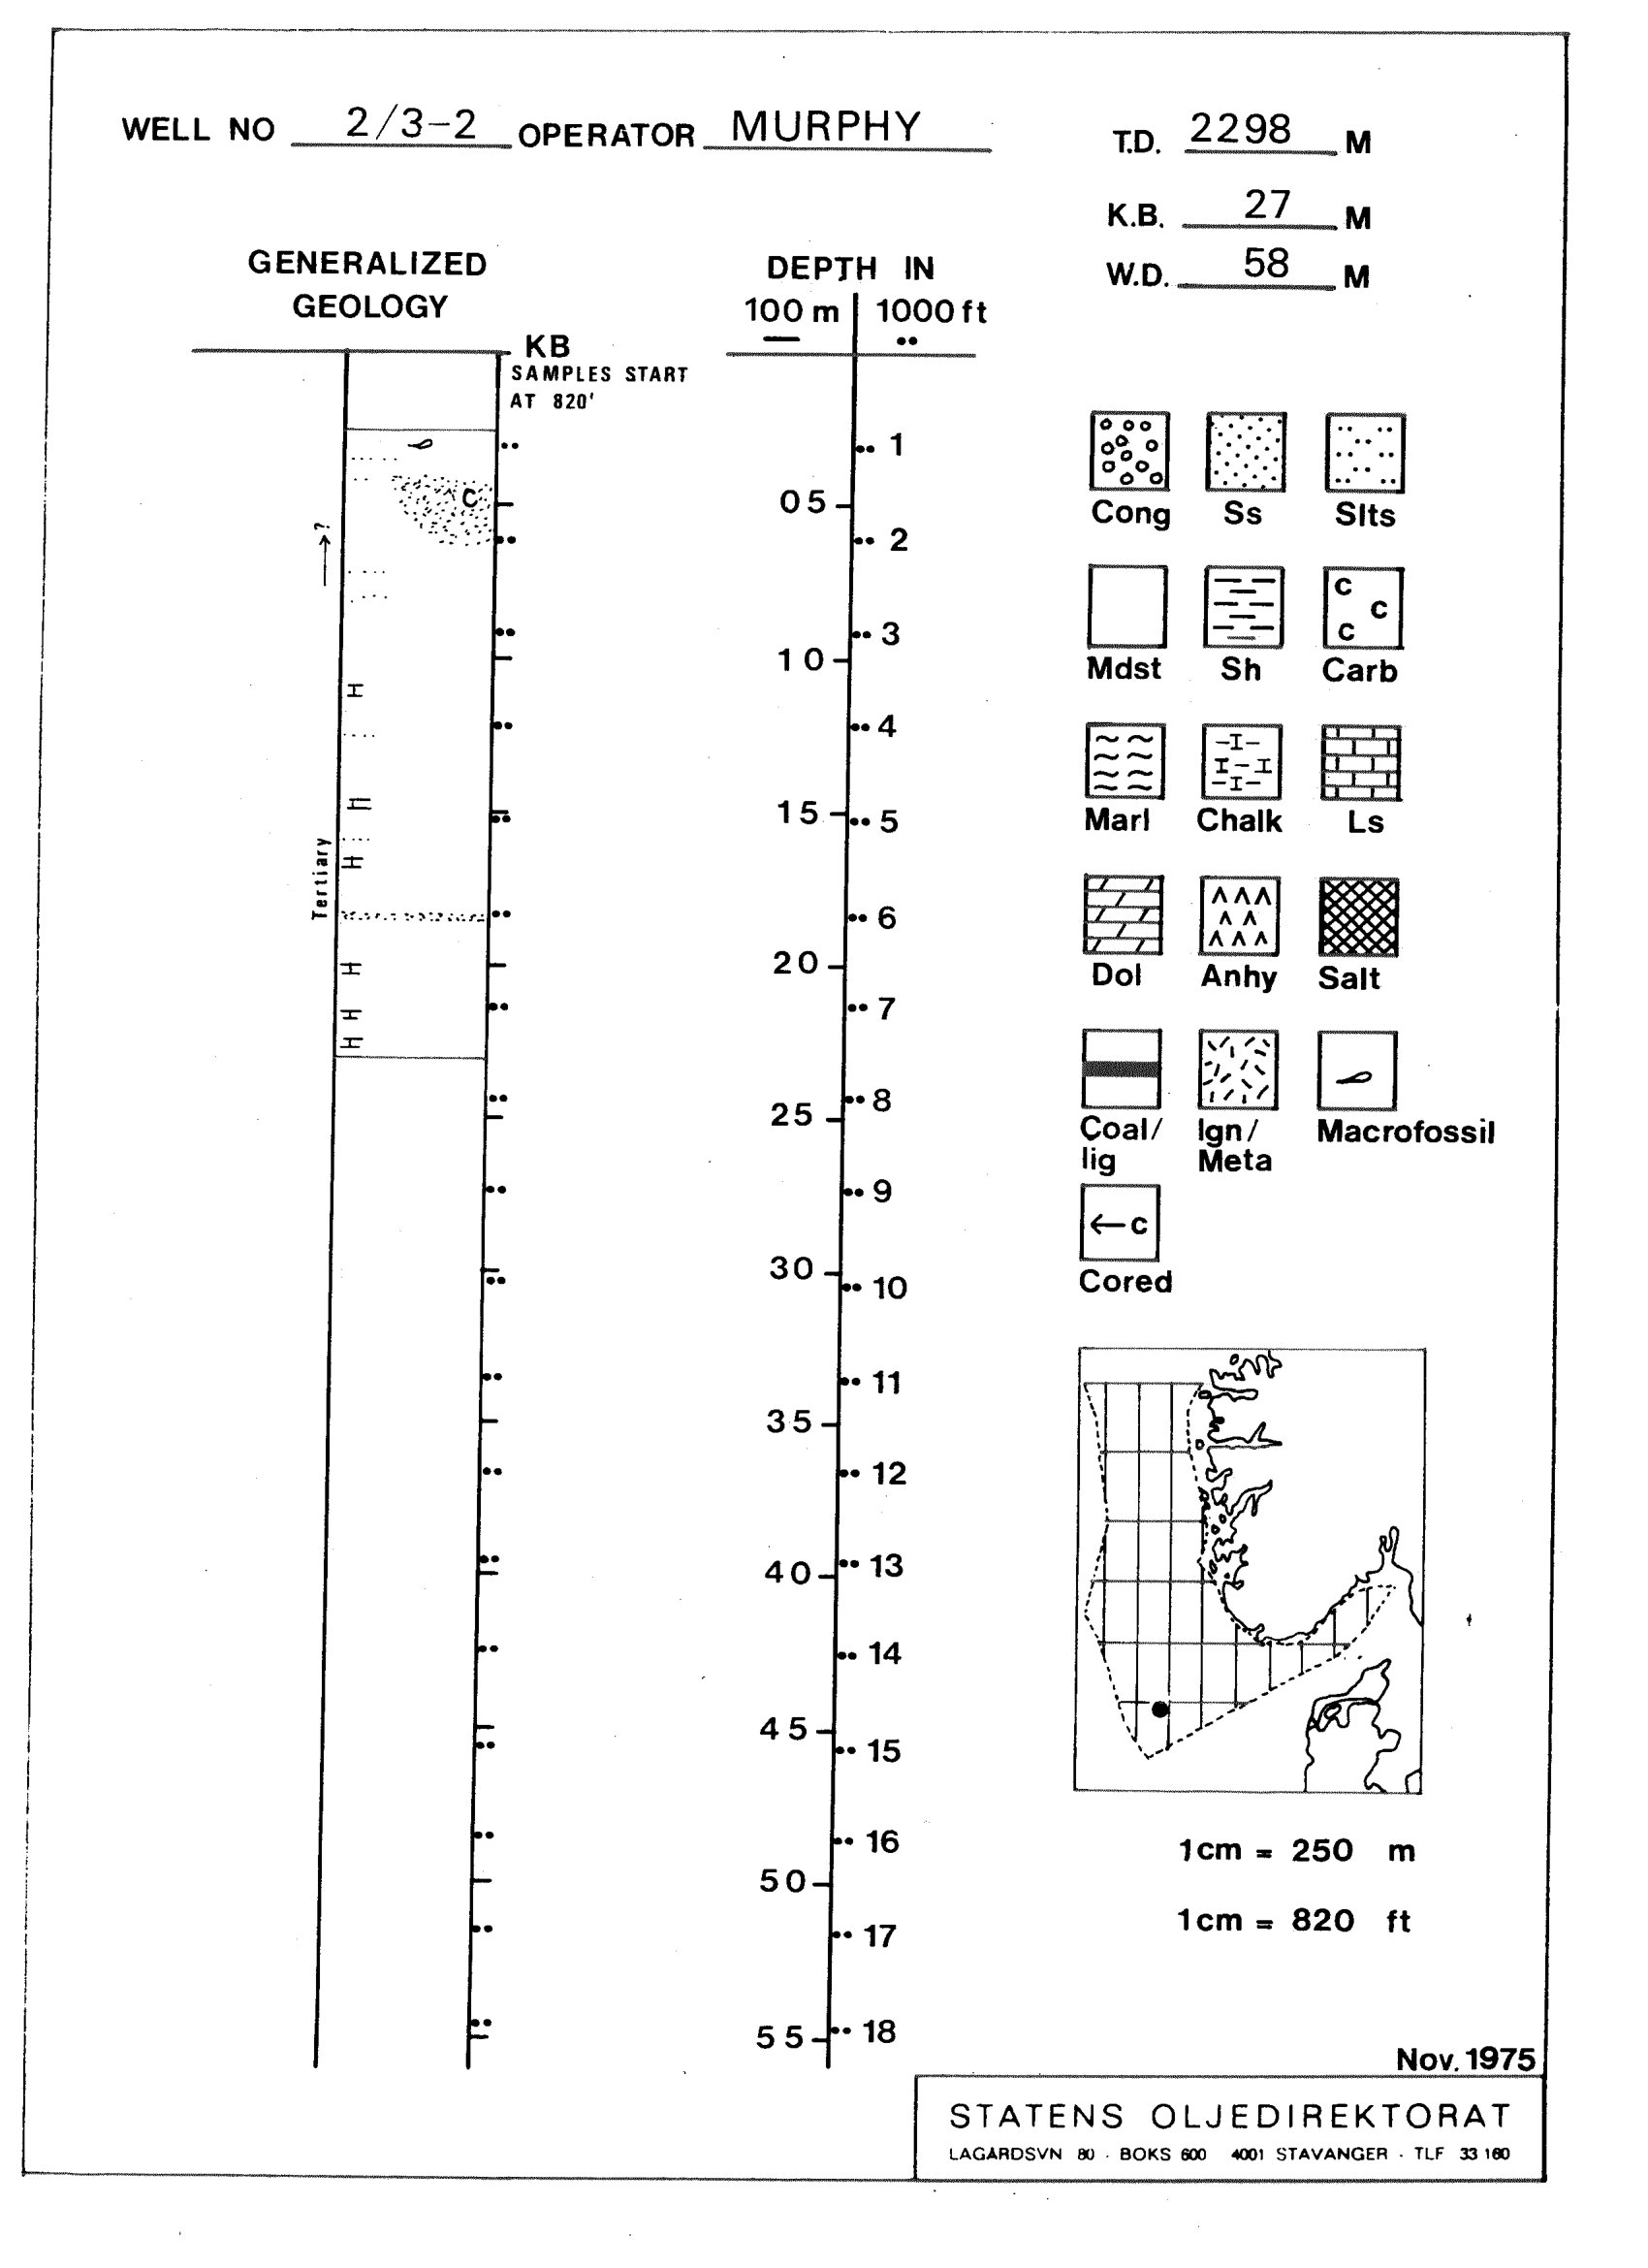 WELL NO 2/3-2 OPERATOR MURPHY
T.D. 2298 M
K.B. 27 M
W.D. 58 M
GENERALIZED
GEOLOGY
KB
SAMPLES START
AT 820'
C
?
Tertiary
DEPTH IN
100 m 1000 ft
1
05
2
3
10
4
15
5
6
20
7
8
25
9
30
10
11
35
12
40
13
14
45
15
16
50
17
55
18
Cong Ss Slts
c
c
c
Mdst Sh Carb
Marl Chalk Ls
Dol Anhy Salt
Coal/ Ign/ Macrofossil
lig Meta
←c
Cored
1cm = 250 m
1cm = 820 ft
Nov. 1975
STATENS OLJEDIREKTORAT
LAGÅRDSVN 80 · BOKS 600 4001 STAVANGER · TLF 33 160